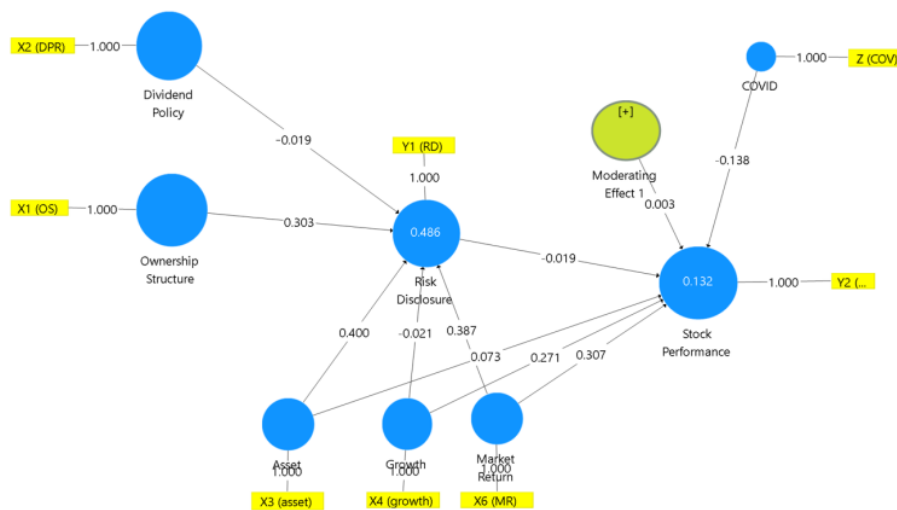 X2 (DPR)
1.000
Dividend
Policy
-0.019
X1 (OS)
1.000
Ownership
Structure
0.303
Y1 (RD)
1.000
0.486
Risk
Disclosure
[+]
Moderating
Effect 1
0.003
COVID
1.000
Z (COV)
-0.138
-0.019
0.132
Stock
Performance
1.000
Y2 (...
0.400
-0.021
0.387
0.073
0.271
0.307
Asset
1.000
X3 (asset)
Growth
1.000
X4 (growth)
Market
Return
1.000
X6 (MR)